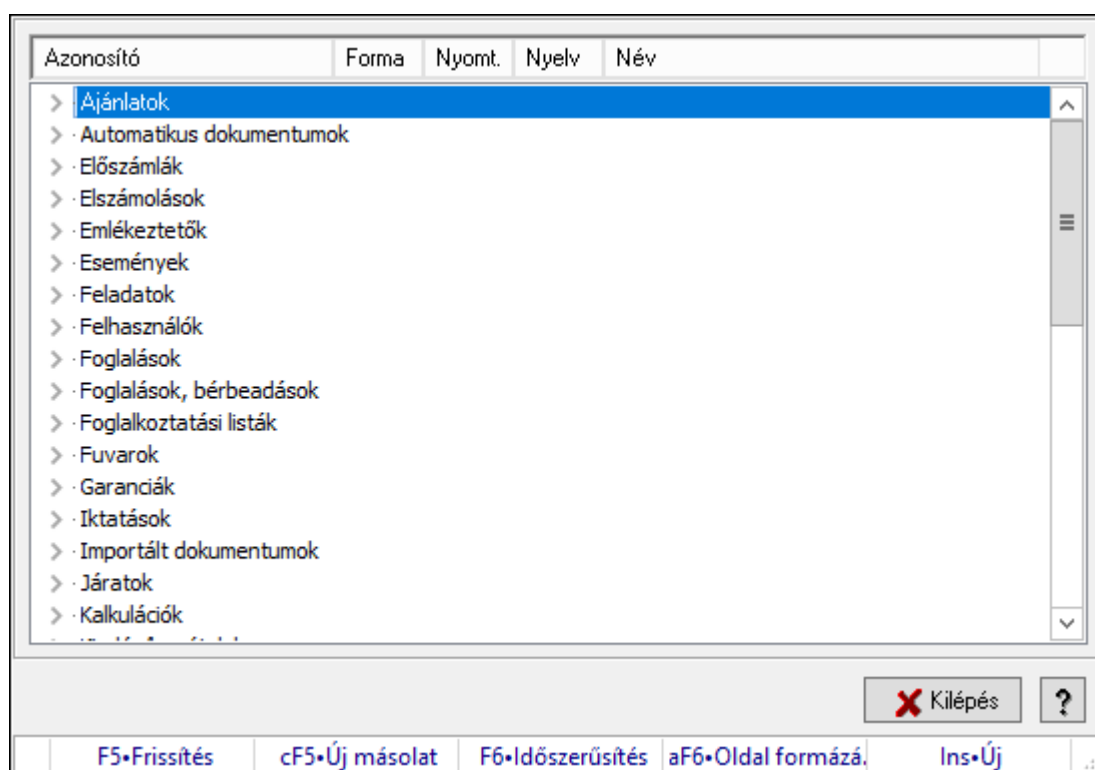 Azonosító Forma Nyomt. Nyelv Név
Ajánlatok
Automatikus dokumentumok
Előszámlák
Elszámolások
Emlékeztetők
Események
Feladatok
Felhasználók
Foglalások
Foglalások, bérbeadások
Foglalkoztatási listák
Fuvarok
Garanciák
Iktatások
Importált dokumentumok
Járatok
Kalkulációk
Kilépés ?
F5•Frissítés cF5•Új másolat F6•Időszerűsítés aF6•Oldal formázá. Ins•Új